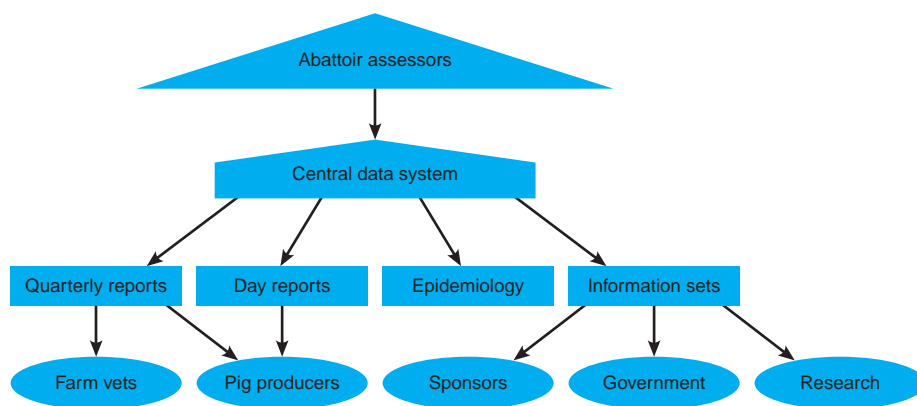 Abattoir assessors
Central data system
Quarterly reports
Day reports
Epidemiology
Information sets
Farm vets
Pig producers
Sponsors
Government
Research